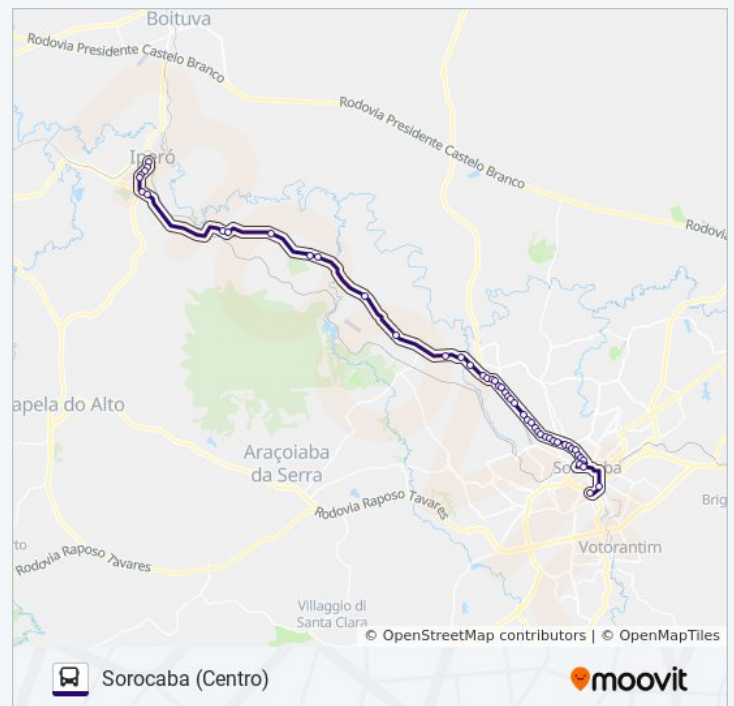 Boituva
Rodovia Presidente Castelo Branco
Rodovia Presidente Castelo Branco
Iperó
Rodovia
apela do Alto
Araçoiaba
da Serra
Sorocaba
Rodovia Raposo Tavares
Brig
Votorantim
rto
Rodovia Raposo Tavares
Villaggio di
Santa Clara
© OpenStreetMap contributors | © OpenMapTiles
Sorocaba (Centro)
moovit